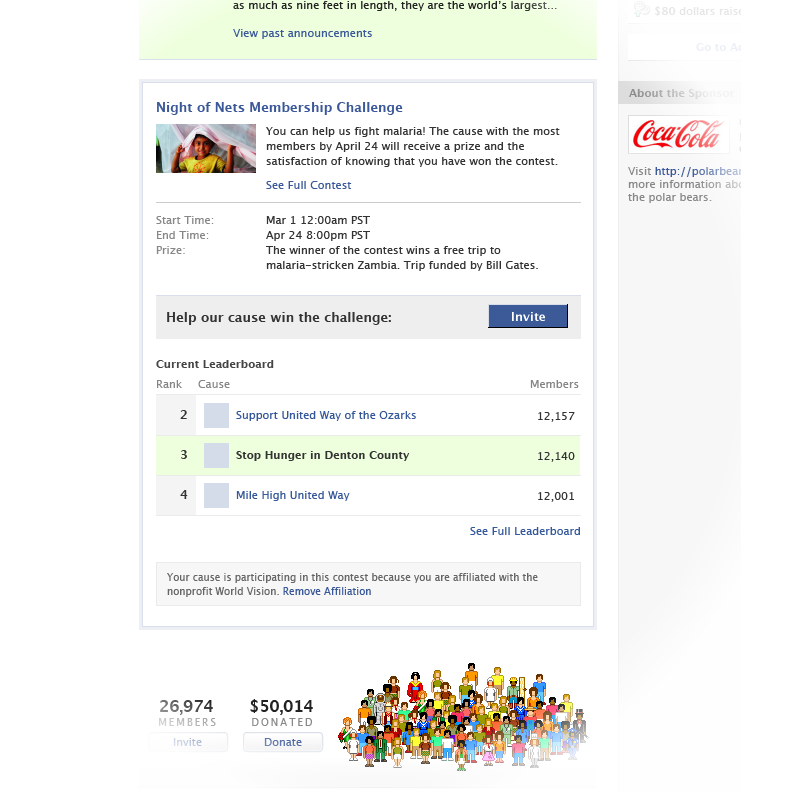 as much as nine feet in length, they are the world's largest...
View past announcements
Night of Nets Membership Challenge
You can help us fight malaria! The cause with the most
members by April 24 will receive a prize and the
satisfaction of knowing that you have won the contest.
See Full Contest
Start Time: Mar 1 12:00am PST
End Time: Apr 24 8:00pm PST
Prize: The winner of the contest wins a free trip to
malaria-stricken Zambia. Trip funded by Bill Gates.
Help our cause win the challenge: Invite
Current Leaderboard
Rank Cause Members
2 Support United Way of the Ozarks 12,157
3 Stop Hunger in Denton County 12,140
4 Mile High United Way 12,001
See Full Leaderboard
Your cause is participating in this contest because you are affiliated with the
nonprofit World Vision. Remove Affiliation
26,974 $50,014
MEMBERS DONATED
Invite Donate
$80 dollars raise
Go to
About the Sponsor
Coca-Cola
Visit http://polarbear
more information
the polar bears.